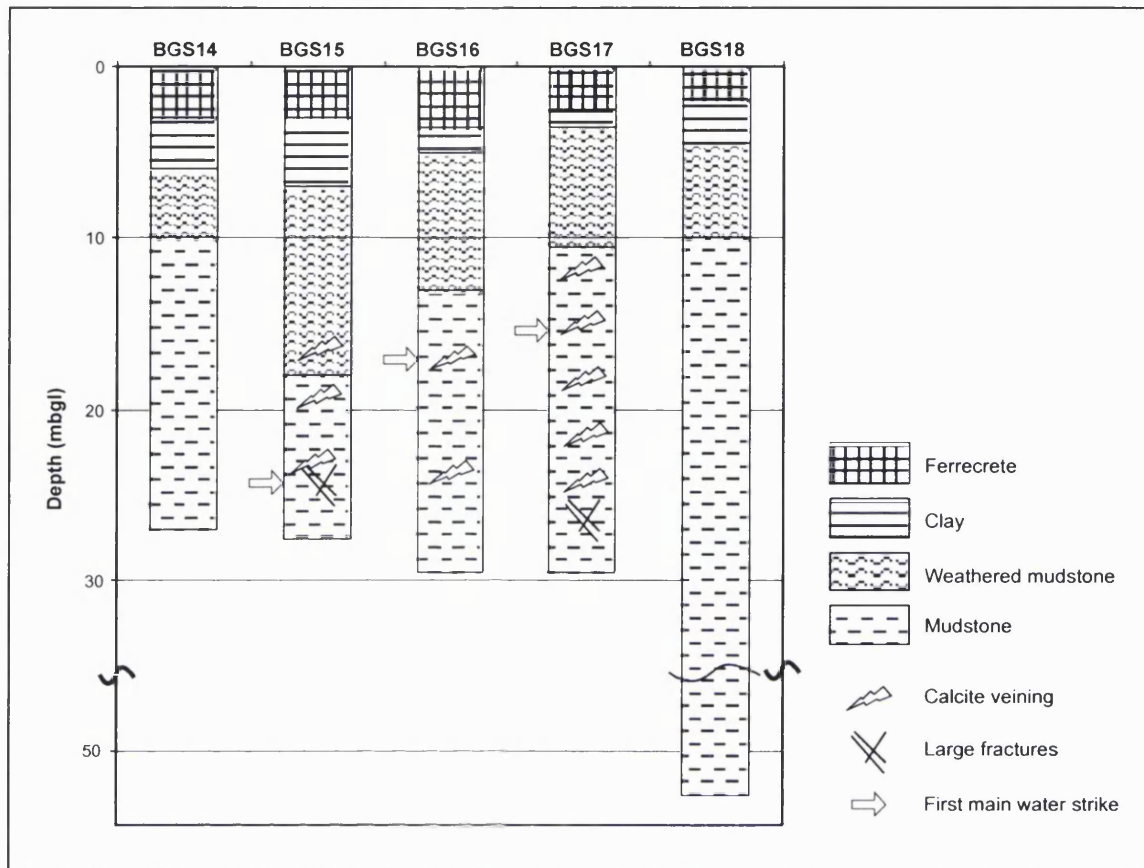 BGS14 BGS15 BGS16 BGS17 BGS18
0
10
20
30
50
Depth (mbgl)
Ferrecrete
Clay
Weathered mudstone
Mudstone
Calcite veining
Large fractures
First main water strike